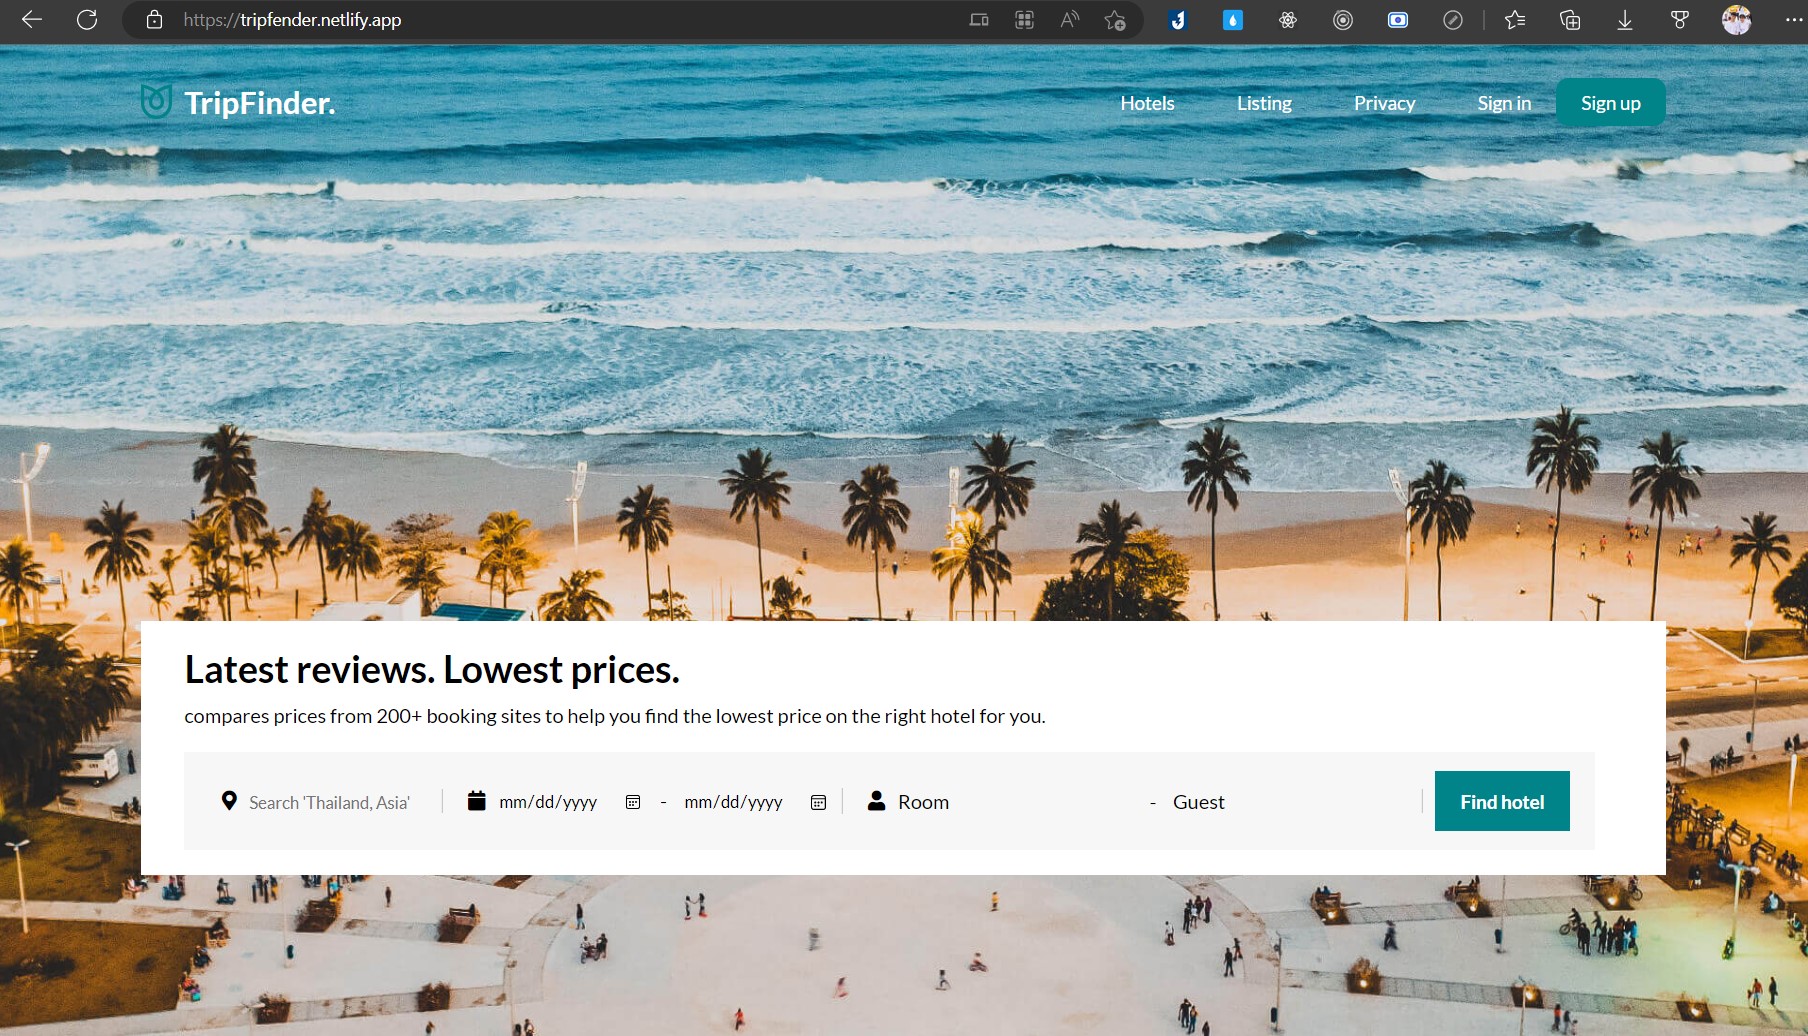 https://tripfender.netlify.app
TripFinder.
Hotels Listing Privacy Sign in Sign up
Latest reviews. Lowest prices.
compares prices from 200+ booking sites to help you find the lowest price on the right hotel for you.
Search 'Thailand, Asia' mm/dd/yyyy - mm/dd/yyyy Room - Guest Find hotel